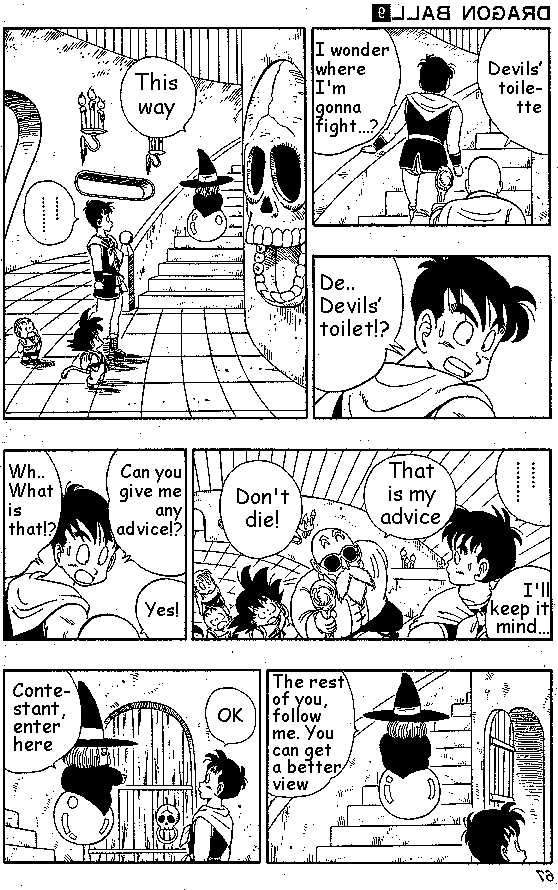 DRAGON BALL 9
This
way
I wonder
where
I'm
gonna
fight...?
Devils'
toile-
tte
De..
Devils'
toilet!?
Wh..
What
is
that!?
Can you
give me
any
advice!?
Yes!
Don't
die!
That
is my
advice
I'll
keep it
mind...
Conte-
stant,
enter
here
OK
The rest
of you,
follow
me. You
can get
a better
view
67